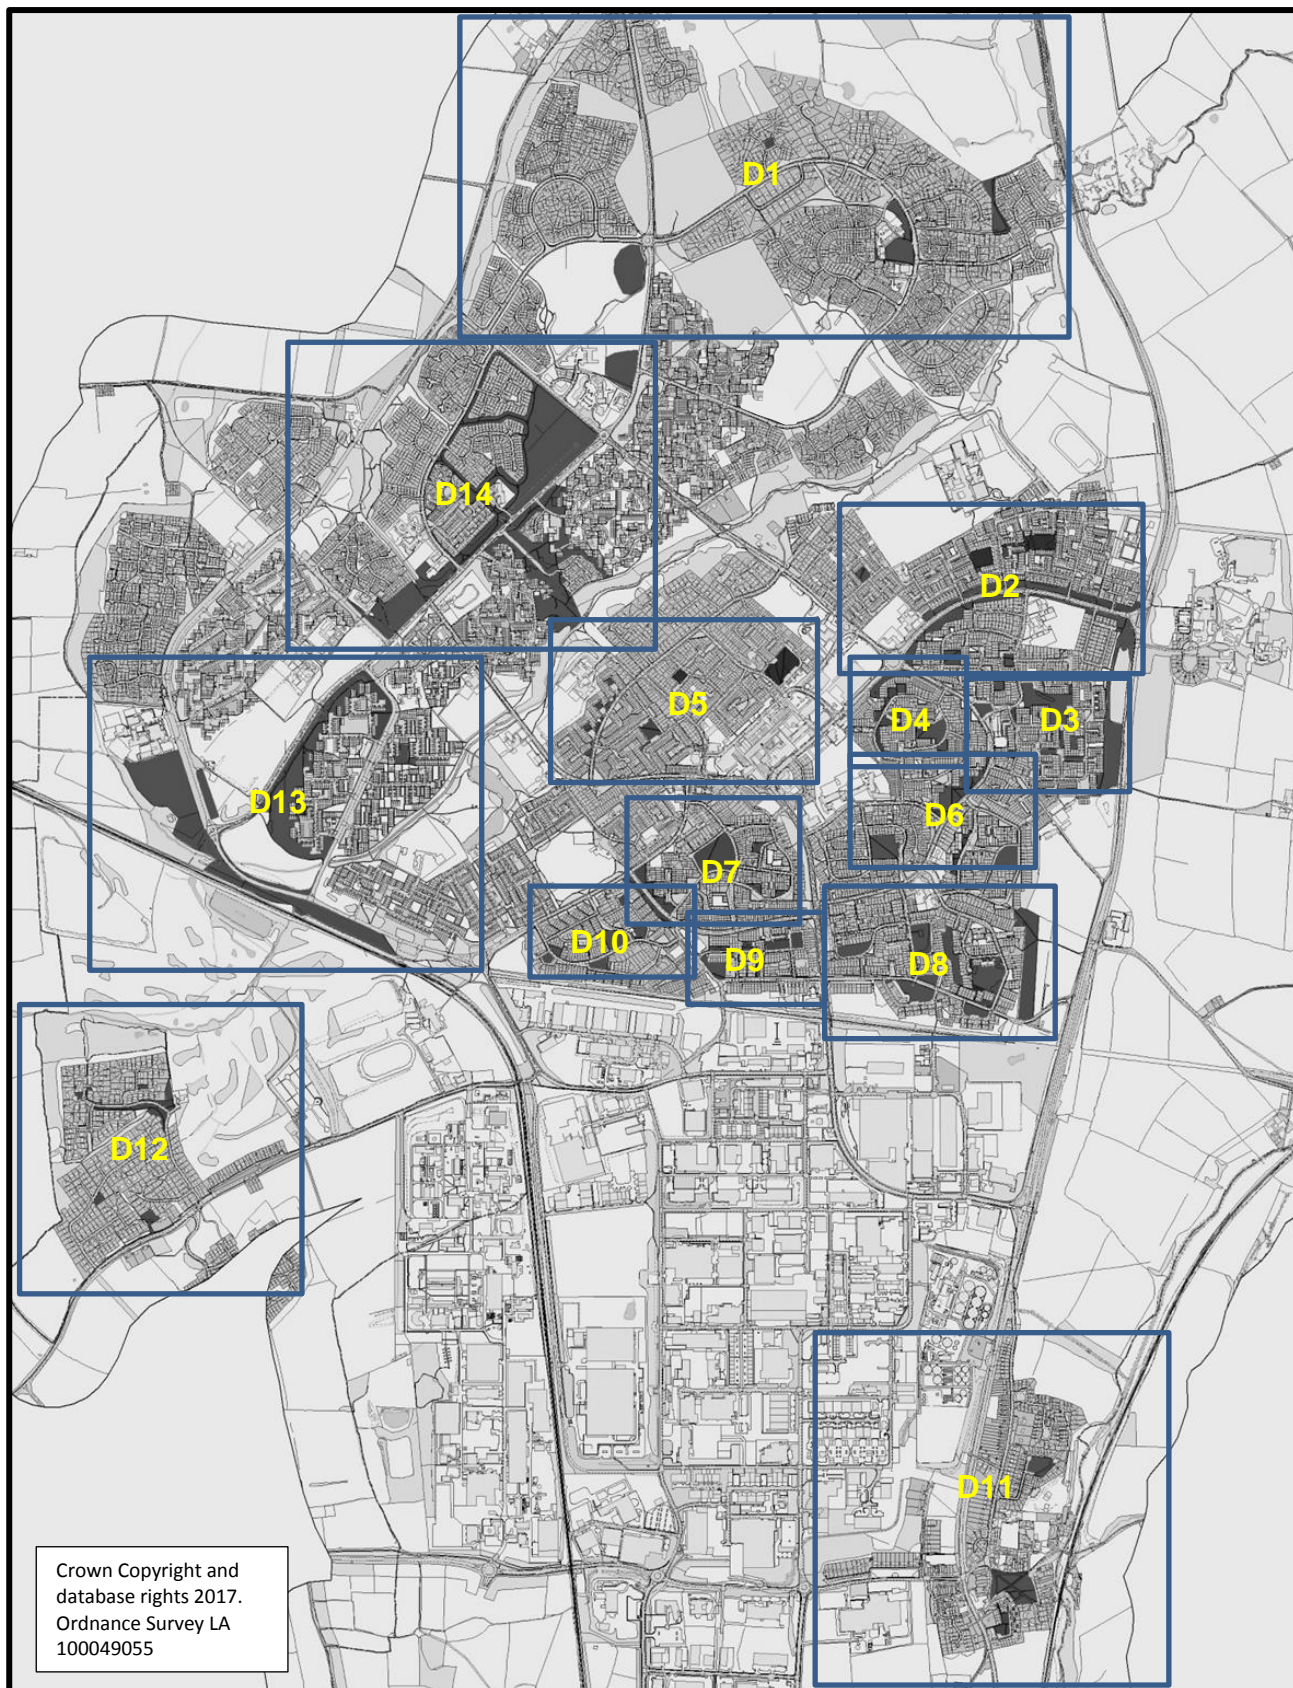 D1
D14
D2
D5
D4
D3
D13
D6
D7
D10
D9
D8
D12
D11
Crown Copyright and
database rights 2017.
Ordnance Survey LA
100049055